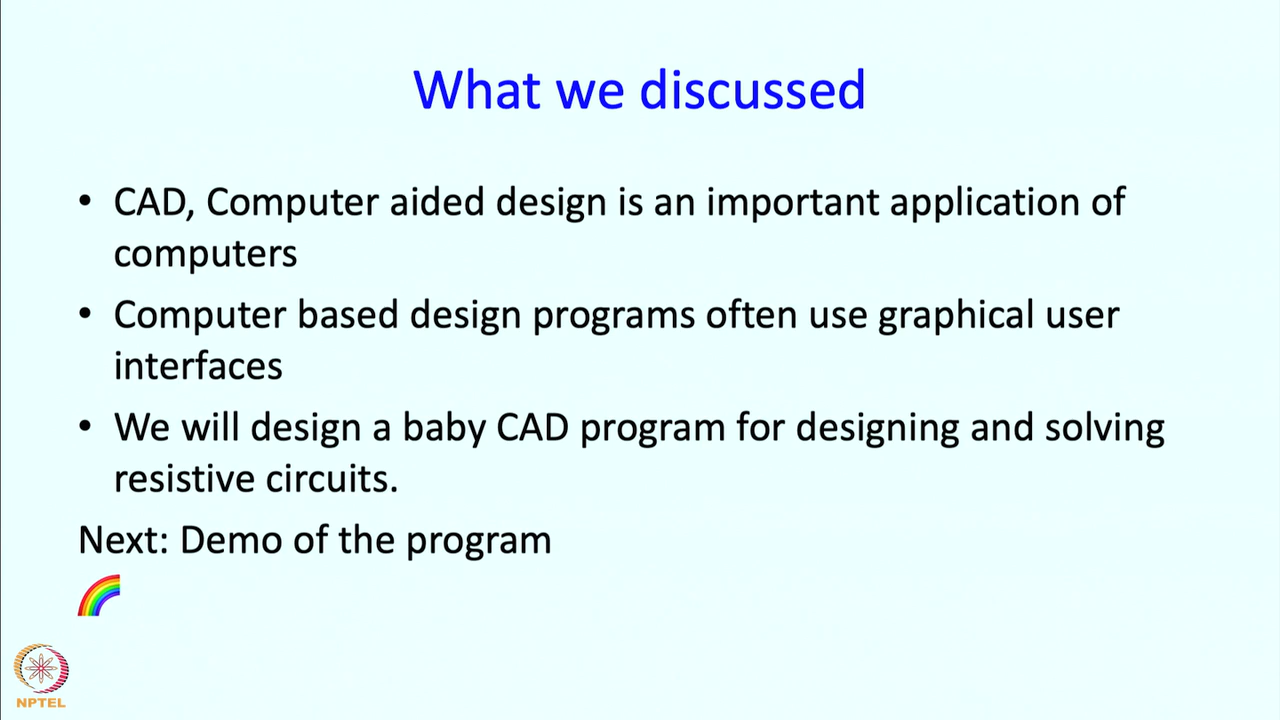 What we discussed
• CAD, Computer aided design is an important application of
computers
• Computer based design programs often use graphical user
interfaces
• We will design a baby CAD program for designing and solving
resistive circuits.
Next: Demo of the program
NPTEL